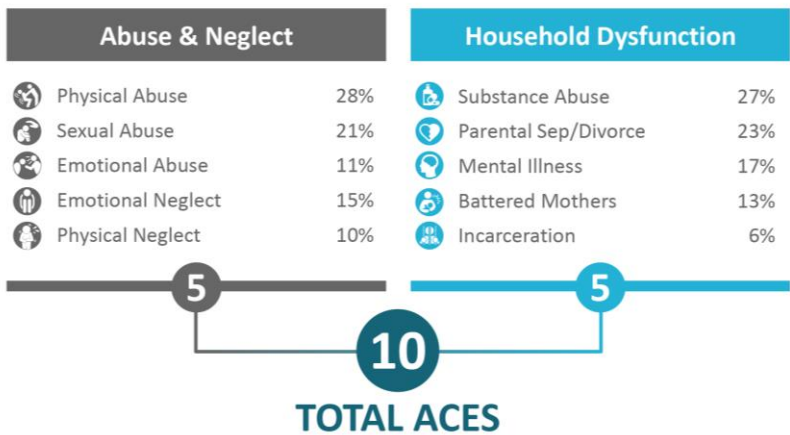 Abuse & Neglect
Physical Abuse 28%
Sexual Abuse 21%
Emotional Abuse 11%
Emotional Neglect 15%
Physical Neglect 10%
5
Household Dysfunction
Substance Abuse 27%
Parental Sep/Divorce 23%
Mental Illness 17%
Battered Mothers 13%
Incarceration 6%
5
10
TOTAL ACES